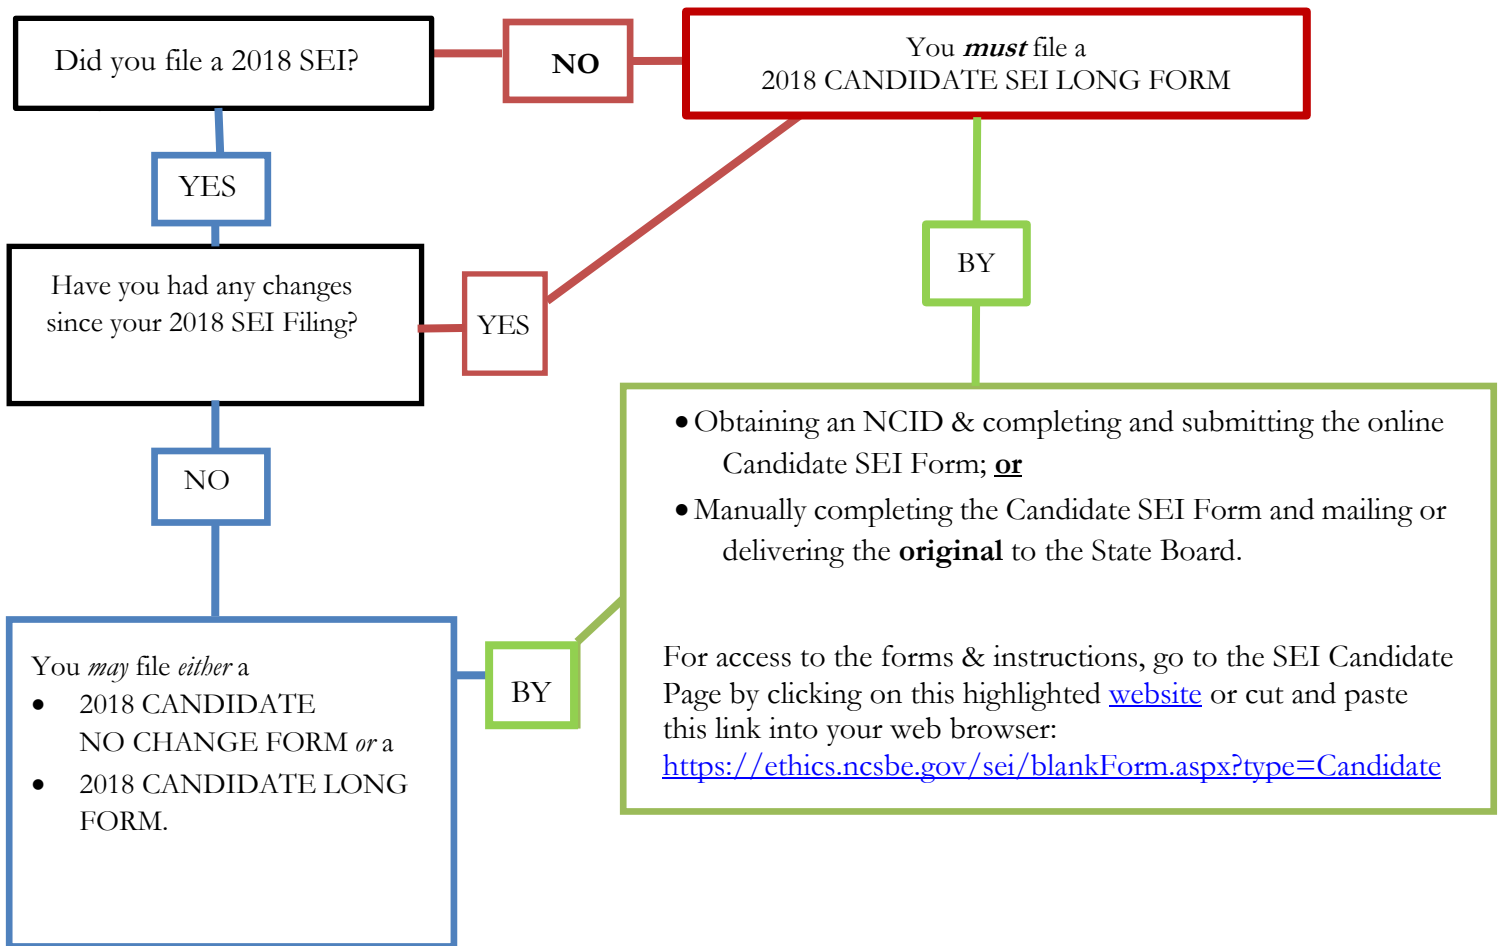 Did you file a 2018 SEI?
NO
You must file a
2018 CANDIDATE SEI LONG FORM
YES
BY
Have you had any changes
since your 2018 SEI Filing?
YES
NO
• Obtaining an NCID & completing and submitting the online
Candidate SEI Form; or
• Manually completing the Candidate SEI Form and mailing or
delivering the original to the State Board.
For access to the forms & instructions, go to the SEI Candidate
Page by clicking on this highlighted website or cut and paste
this link into your web browser:
https://ethics.ncsbe.gov/sei/blankForm.aspx?type=Candidate
You may file either a
• 2018 CANDIDATE
NO CHANGE FORM or a
• 2018 CANDIDATE LONG
FORM.
BY